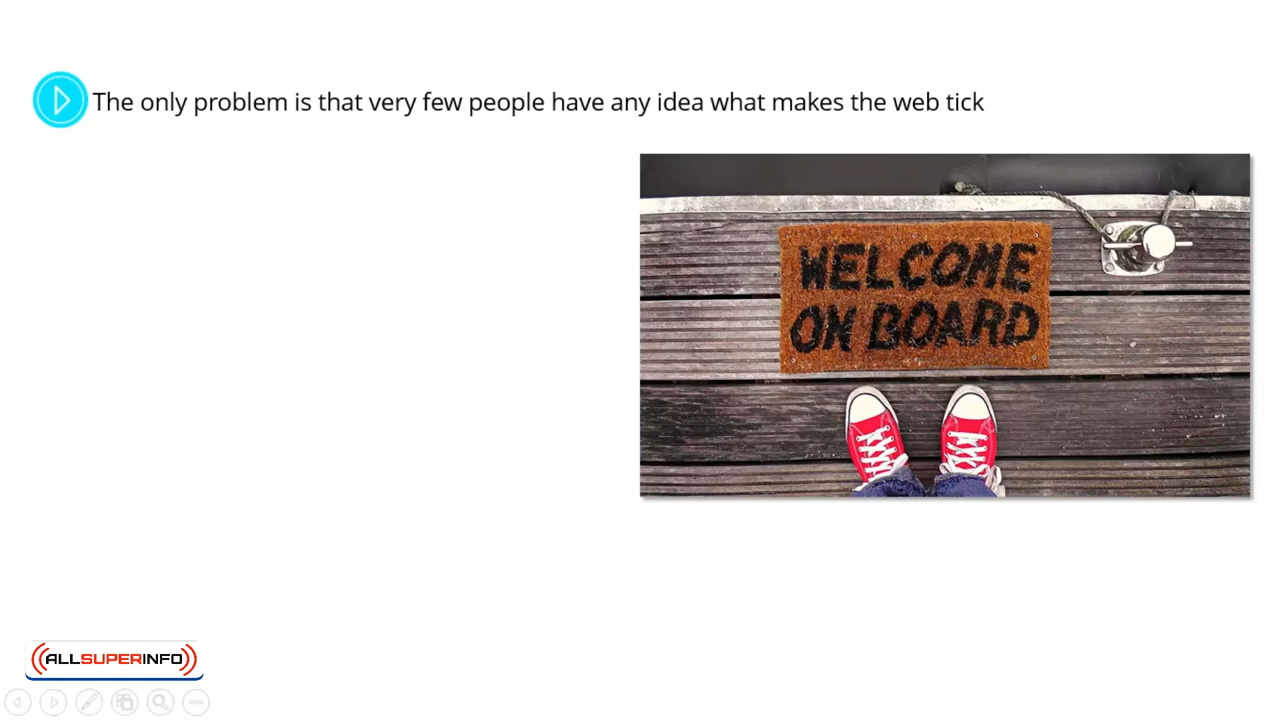 The only problem is that very few people have any idea what makes the web tick
WELCOME
ON BOARD
ALLSUPERINFO